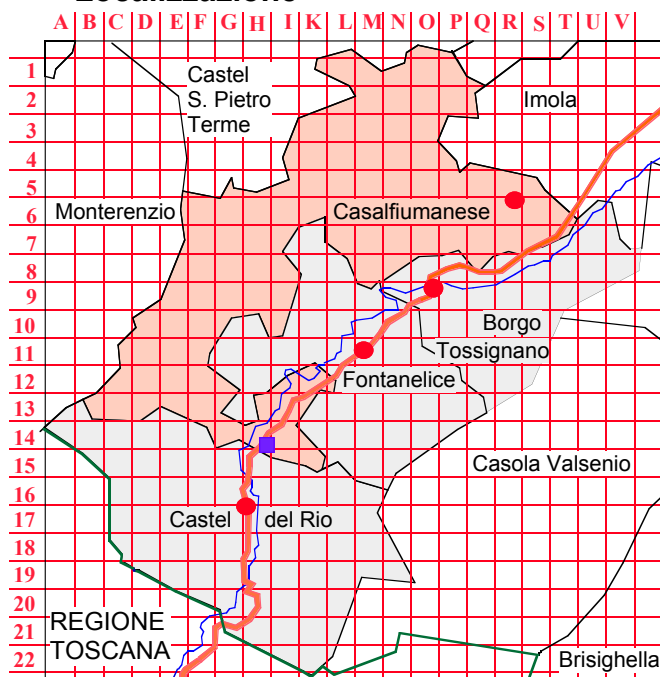 Localizzazione
A B C D E F G H I K L M N O P Q R S T U V
1
2
3
4
5
6
7
8
9
10
11
12
13
14
15
16
17
18
19
20
21
22
Castel
S. Pietro
Terme
Imola
Monterenzio
Casalfiumanese
Borgo
Tossignano
Fontanelice
Casola Valsenio
Castel del Rio
REGIONE
TOSCANA
Brisighella